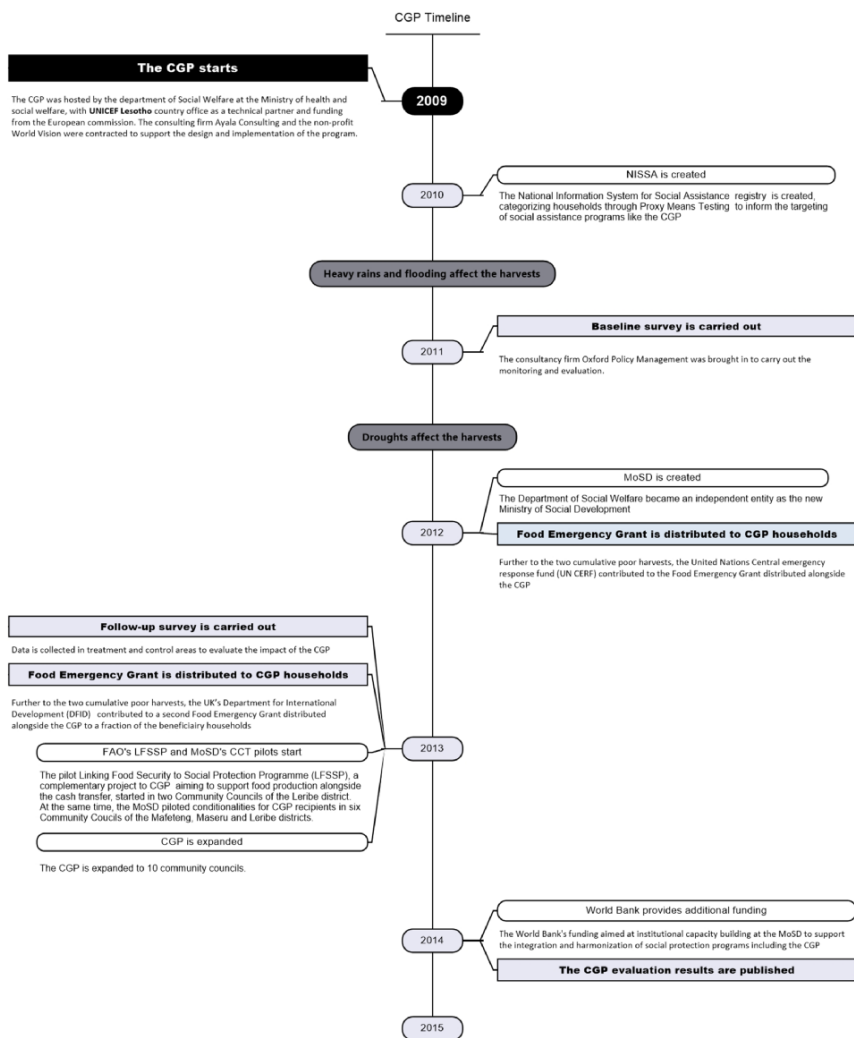 CGP Timeline
The CGP starts
The CGP was hosted by the department of Social Welfare at the Ministry of health and
social welfare, with UNICEF Lesotho country office as a technical partner and funding
from the European commission. The consulting firm Ayala Consulting and the non-profit
World Vision were contracted to support the design and implementation of the program.
2009
NISSA is created
2010
The National Information System for Social Assistance registry is created,
categorizing households through Proxy Means Testing to inform the targeting
of social assistance programs like the CGP
Heavy rains and flooding affect the harvests
Baseline survey is carried out
2011
The consultancy firm Oxford Policy Management was brought in to carry out the
monitoring and evaluation.
Droughts affect the harvests
MoSD is created
The Department of Social Welfare became an independent entity as the new
Ministry of Social Development
2012
Food Emergency Grant is distributed to CGP households
Further to the two cumulative poor harvests, the United Nations Central emergency
response fund (UN CERF) contributed to the Food Emergency Grant distributed alongside
the CGP
Follow-up survey is carried out
Data is collected in treatment and control areas to evaluate the impact of the CGP
Food Emergency Grant is distributed to CGP households
Further to the two cumulative poor harvests, the UK's Department for International
Development (DFID) contributed to a second Food Emergency Grant distributed
alongside the CGP to a fraction of the beneficiairy households
FAO's LFSSP and MoSD's CCT pilots start
2013
The pilot Linking Food Security to Social Protection Programme (LFSSP), a
complementary project to CGP aiming to support food production alongside
the cash transfer, started in two Community Councils of the Leribe district.
At the same time, the MoSD piloted conditionalities for CGP recipients in six
Community Coucils of the Mafeteng, Maseru and Leribe districts.
CGP is expanded
The CGP is expanded to 10 community councils.
World Bank provides additional funding
2014
The World Bank's funding aimed at institutional capacity building at the MoSD to support
the integration and harmonization of social protection programs including the CGP
The CGP evaluation results are published
2015